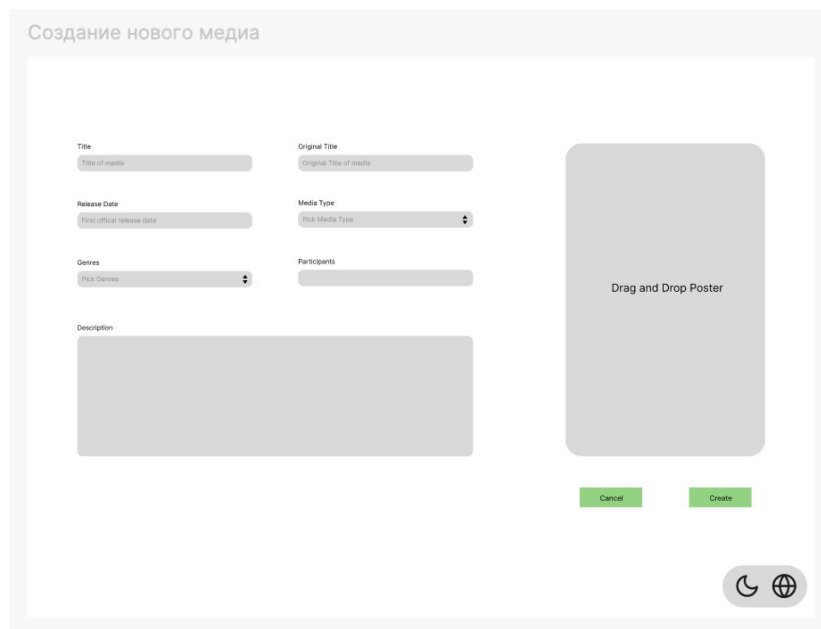 Создание нового медиа
Title
Original Title
Title of media
Original Title of media
Release Date
Media Type
First offical release date
Pick Media Type
Genres
Participants
Pick Genres
Drag and Drop Poster
Description
Cancel
Create